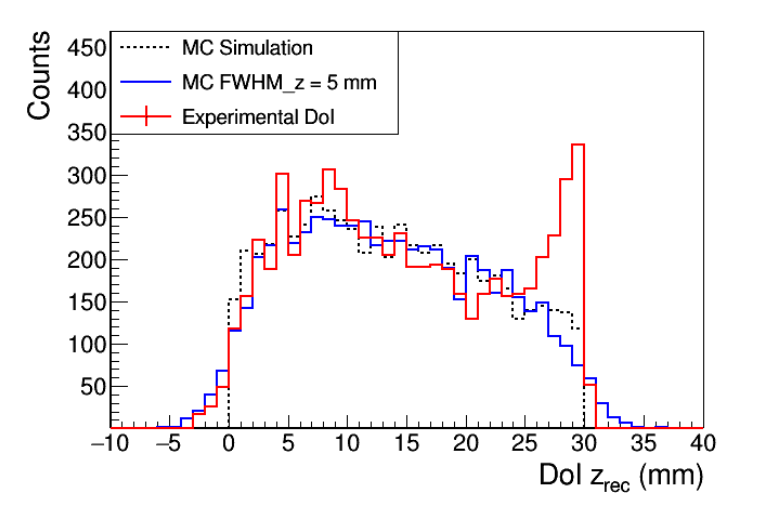 Counts
450
400
350
300
250
200
150
100
50
MC Simulation
MC FWHM_z = 5 mm
Experimental DoI
−10 −5 0 5 10 15 20 25 30 35 40
DoI z_rec (mm)